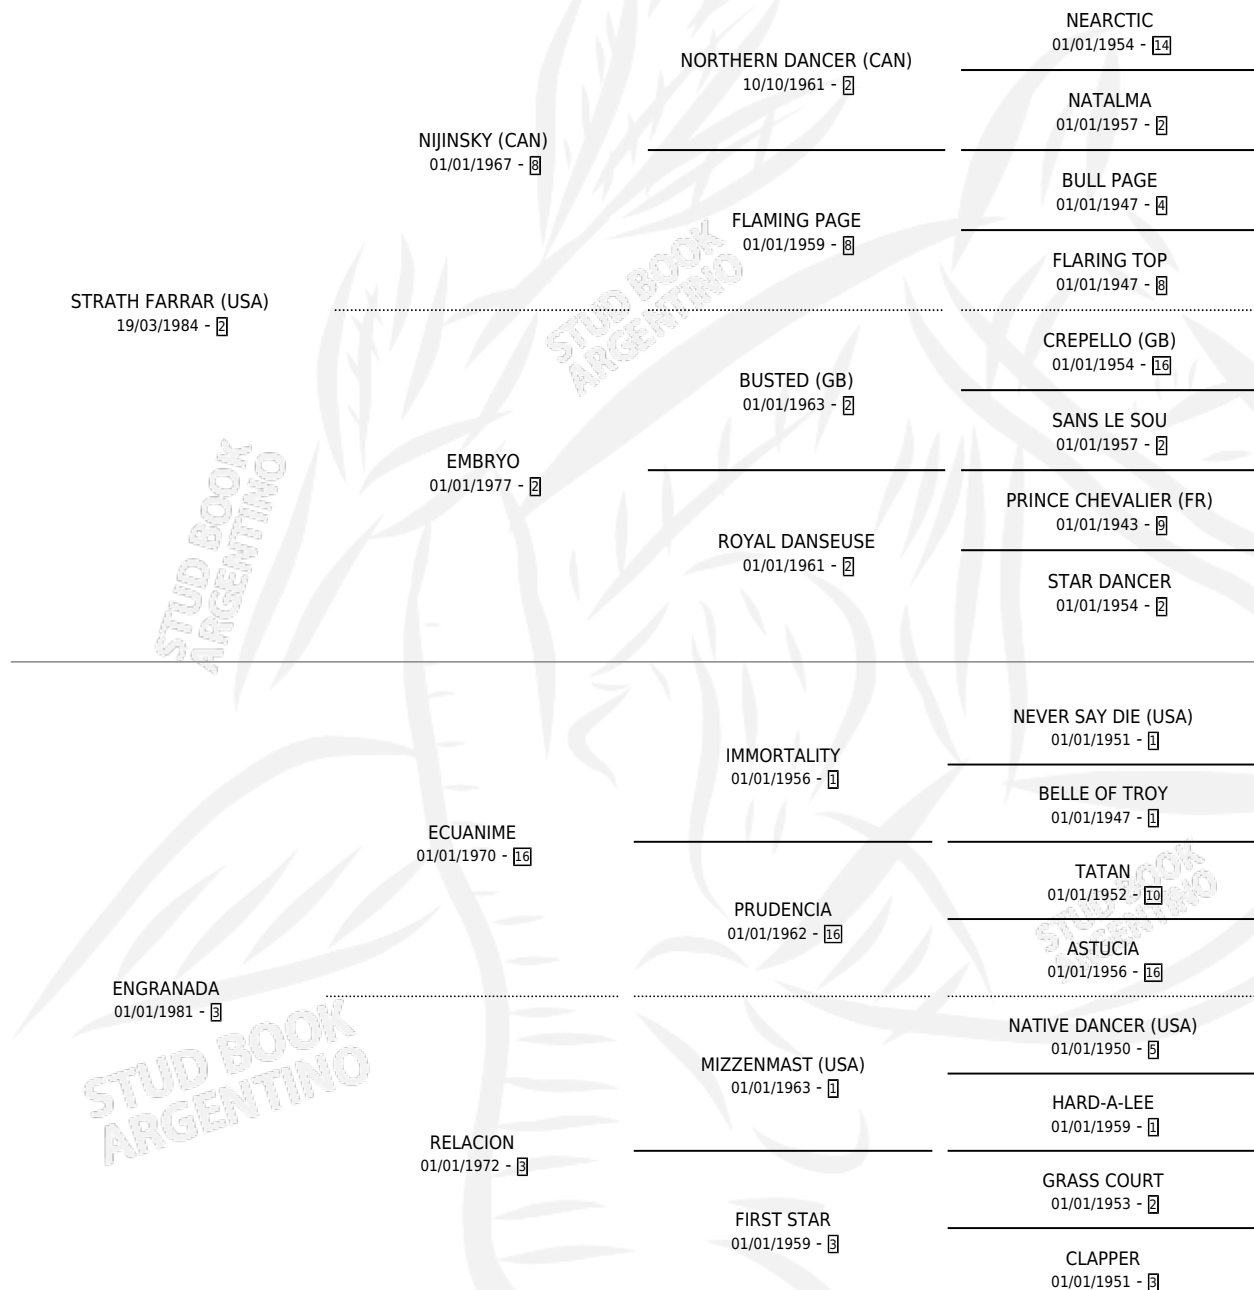 NEARCTIC
01/01/1954 - 14
NORTHERN DANCER (CAN)
10/10/1961 - 2
NATALMA
01/01/1957 - 2
NIJINSKY (CAN)
01/01/1967 - 8
BULL PAGE
01/01/1947 - 4
FLAMING PAGE
01/01/1959 - 8
FLARING TOP
01/01/1947 - 8
STRATH FARRAR (USA)
19/03/1984 - 2
CREPELLO (GB)
01/01/1954 - 16
BUSTED (GB)
01/01/1963 - 2
SANS LE SOU
01/01/1957 - 2
EMBRYO
01/01/1977 - 2
PRINCE CHEVALIER (FR)
01/01/1943 - 9
ROYAL DANSEUSE
01/01/1961 - 2
STAR DANCER
01/01/1954 - 2
NEVER SAY DIE (USA)
01/01/1951 - 1
IMMORTALITY
01/01/1956 - 1
BELLE OF TROY
01/01/1947 - 1
ECUANIME
01/01/1970 - 16
TATAN
01/01/1952 - 10
PRUDENCIA
01/01/1962 - 16
ASTUCIA
01/01/1956 - 16
ENGRANADA
01/01/1981 - 3
NATIVE DANCER (USA)
01/01/1950 - 5
MIZZENMAST (USA)
01/01/1963 - 1
HARD-A-LEE
01/01/1959 - 1
RELACION
01/01/1972 - 3
GRASS COURT
01/01/1953 - 2
FIRST STAR
01/01/1959 - 3
CLAPPER
01/01/1951 - 3
STUD BOOK
ARGENTINO
STUD BOOK
ARGENTINO
STUD BOOK
ARGENTINO
STUD BOOK
ARGENTINO